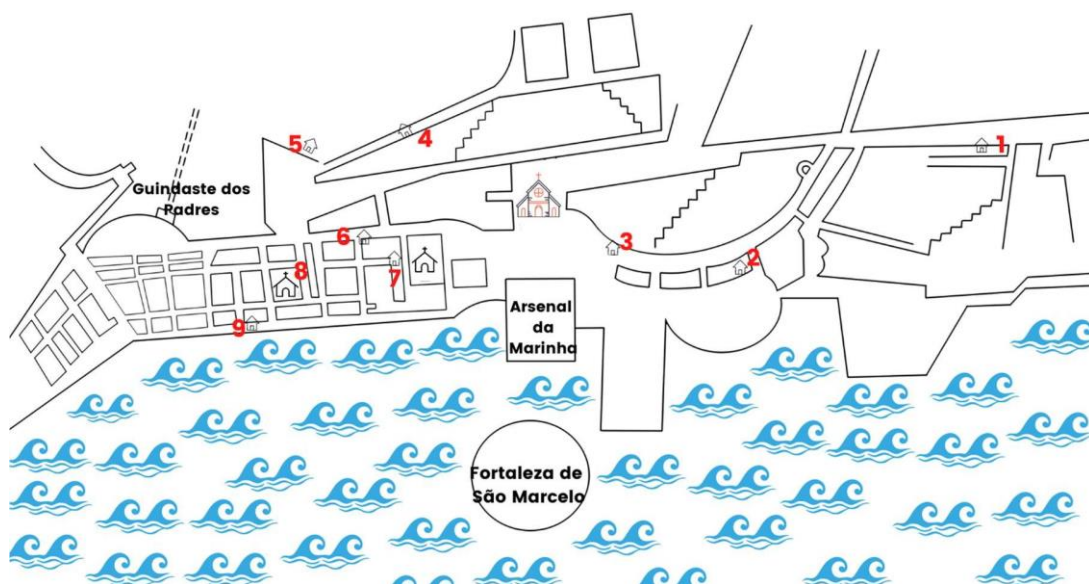 1
4
5
Guindaste dos
Padres
6
3
7
8
2
9
Arsenal
da
Marinha
Fortaleza de
São Marcelo